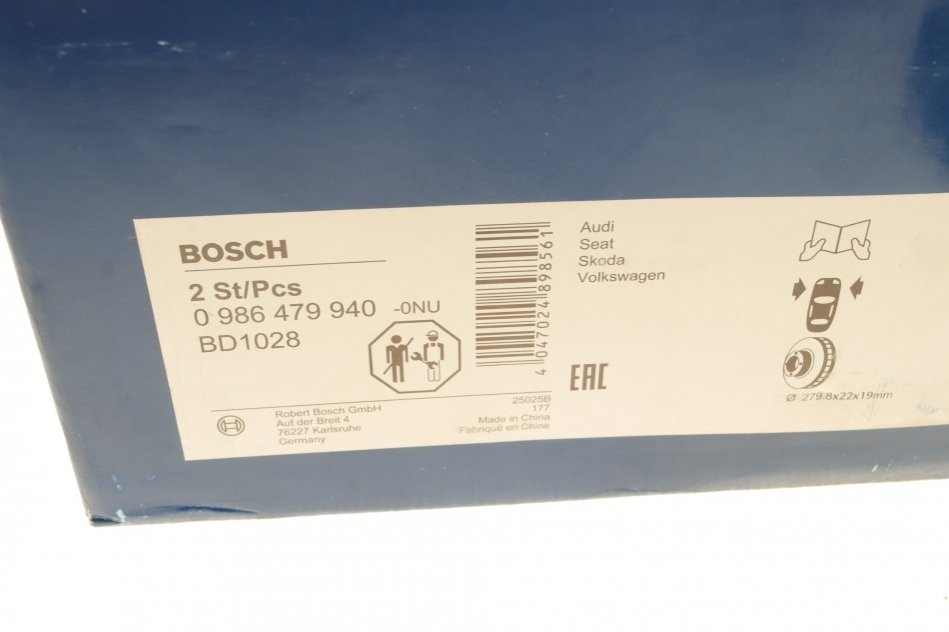 BOSCH
2 St/Pcs
0 986 479 940 -0NU
BD1028
Robert Bosch GmbH
Auf der Breit 4
76227 Karlsruhe
Germany
4 047024 898561
25025B
177
Made in China
Fabriqué en Chine
Audi
Seat
Skoda
Volkswagen
EAC
Ø 279.8x22x19mm